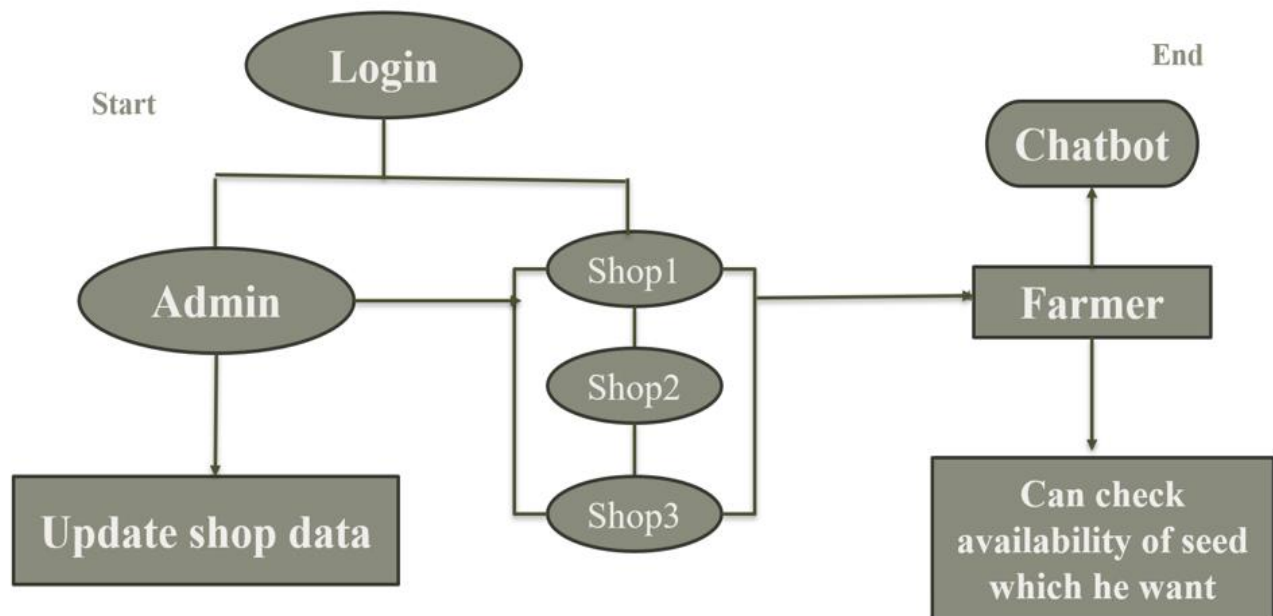 Login
End
Start
Chatbot
Shop1
Admin
Farmer
Shop2
Shop3
Update shop data
Can check
availability of seed
which he want